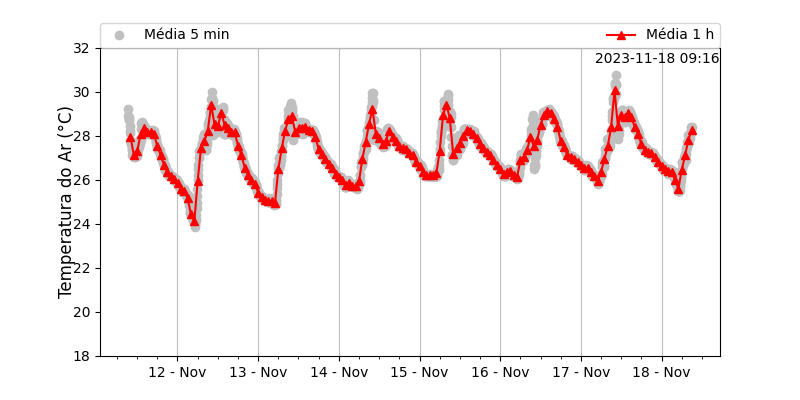 Média 5 min
Média 1 h
2023-11-18 09:16
Temperatura do Ar (°C)
32
30
28
26
24
22
20
18
12 - Nov
13 - Nov
14 - Nov
15 - Nov
16 - Nov
17 - Nov
18 - Nov